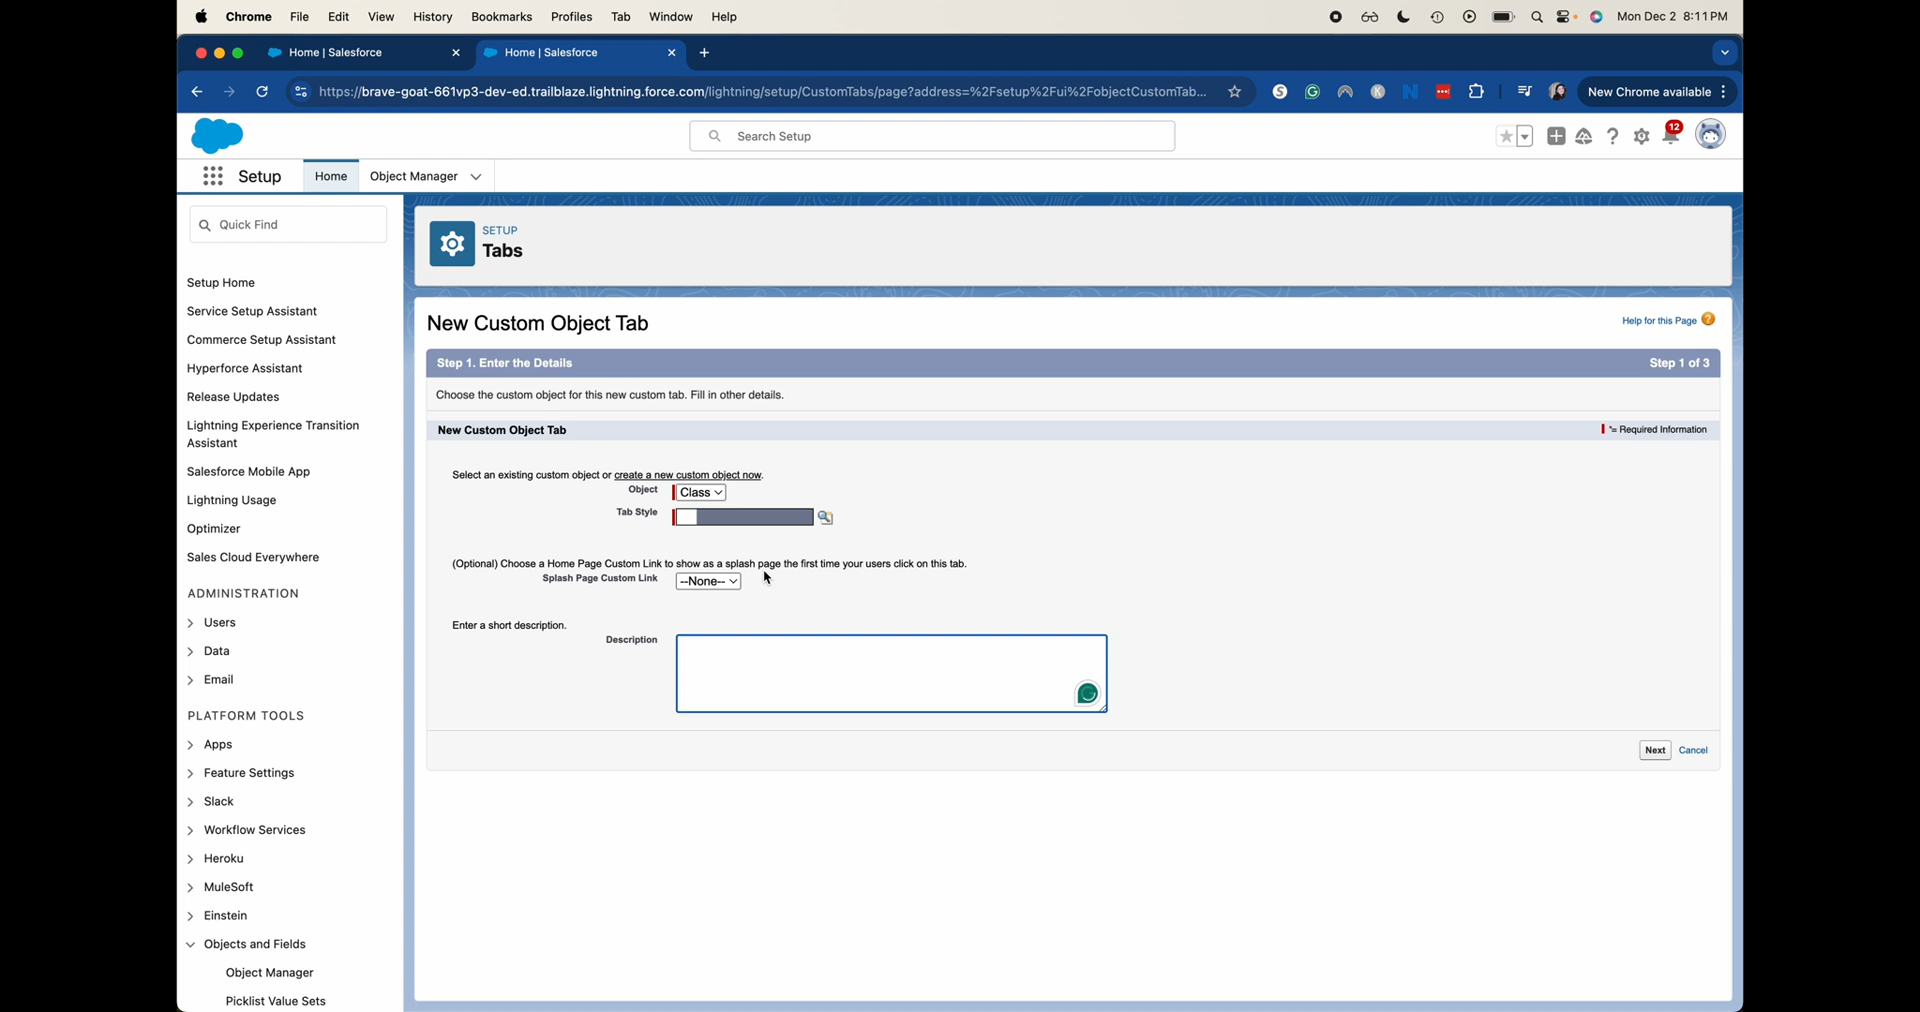 Chrome File Edit View History Bookmarks Profiles Tab Window Help Mon Dec 2 8:11 PM
Home | Salesforce Home | Salesforce
https://brave-goat-661vp3-dev-ed.trailblaze.lightning.force.com/lightning/setup/CustomTabs/page?address=%2Fsetup%2Fui%2FobjectCustomTab... New Chrome available
Search Setup 12
Setup Home Object Manager
Quick Find
SETUP
Tabs
Setup Home
Service Setup Assistant
Commerce Setup Assistant
Hyperforce Assistant
Release Updates
Lightning Experience Transition
Assistant
Salesforce Mobile App
Lightning Usage
Optimizer
Sales Cloud Everywhere
ADMINISTRATION
Users
Data
Email
PLATFORM TOOLS
Apps
Feature Settings
Slack
Workflow Services
Heroku
MuleSoft
Einstein
Objects and Fields
Object Manager
Picklist Value Sets
New Custom Object Tab
Help for this Page
Step 1. Enter the Details Step 1 of 3
Choose the custom object for this new custom tab. Fill in other details.
New Custom Object Tab *= Required Information
Select an existing custom object or create a new custom object now.
Object Class
Tab Style
(Optional) Choose a Home Page Custom Link to show as a splash page the first time your users click on this tab.
Splash Page Custom Link --None--
Enter a short description.
Description
Next Cancel